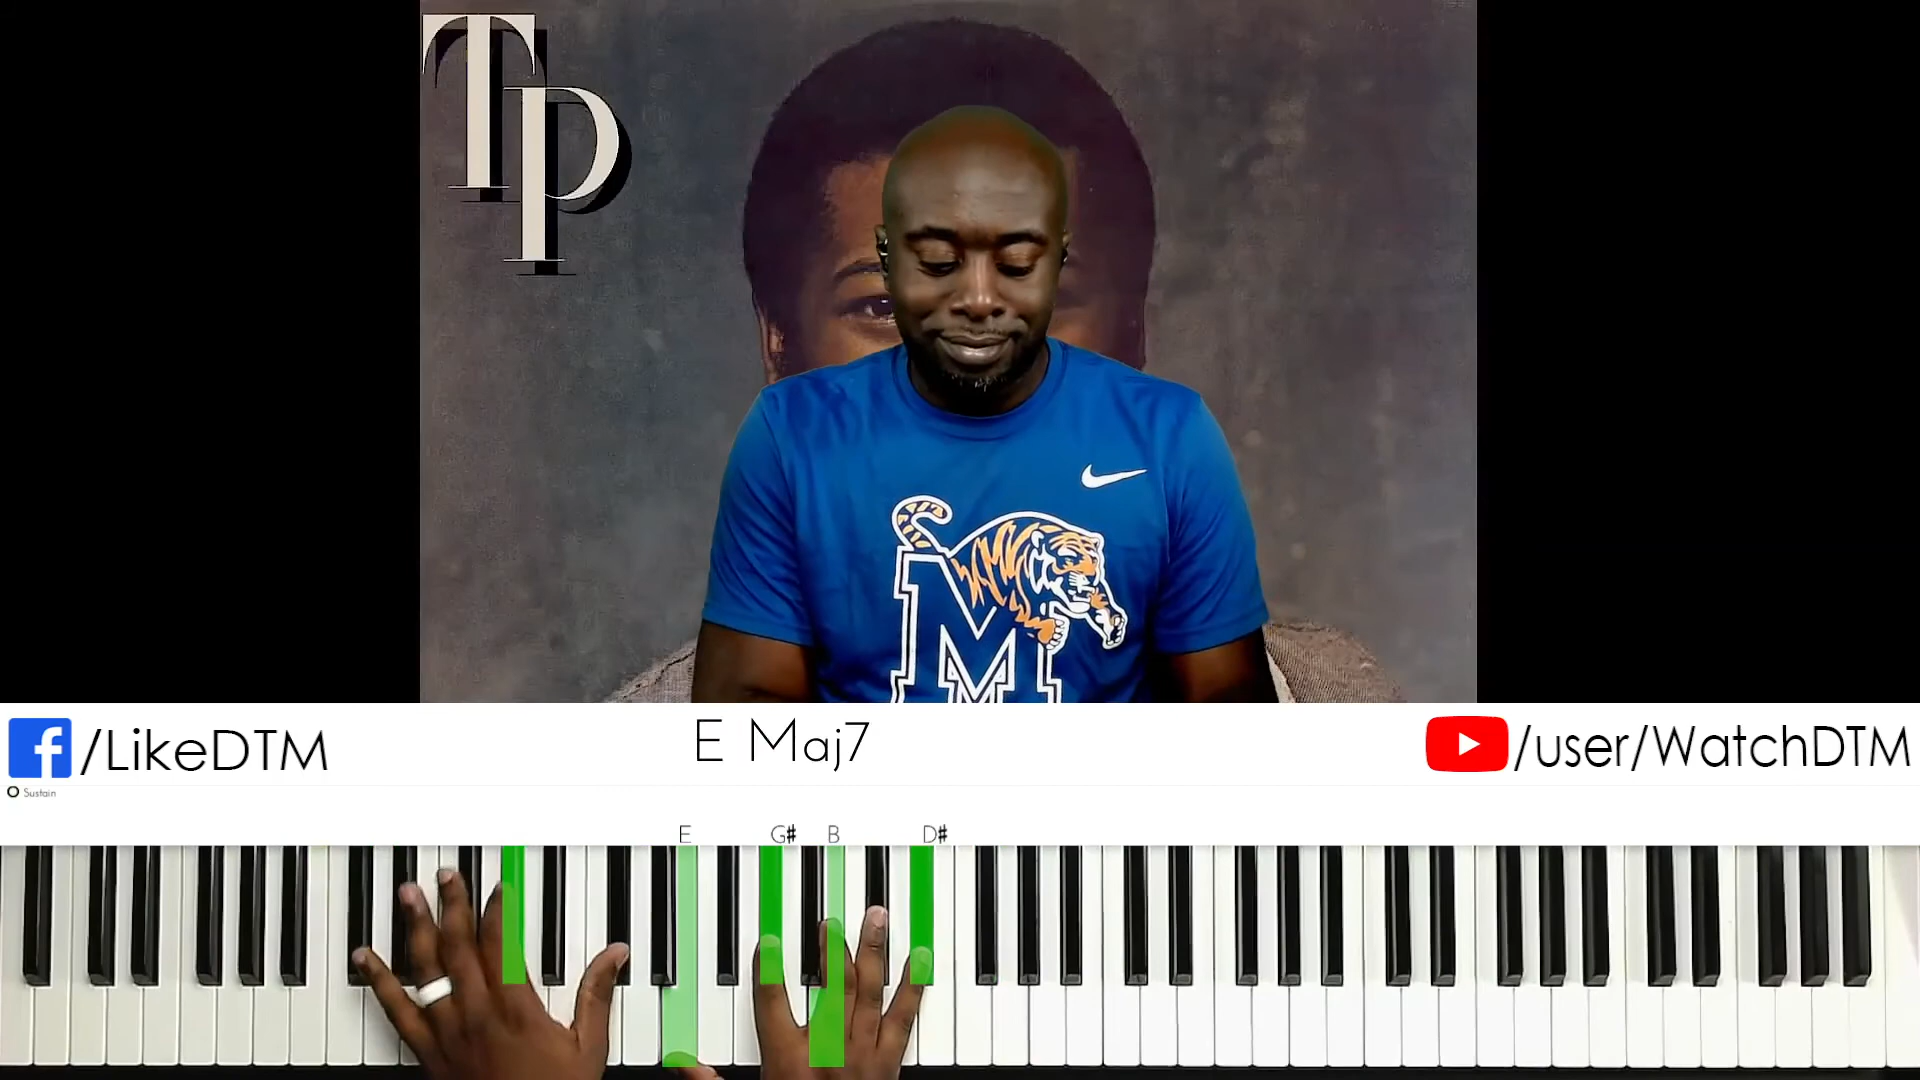 TP
M
/LikeDTM
E Maj7
/user/WatchDTM
Sustain
E G# B D#